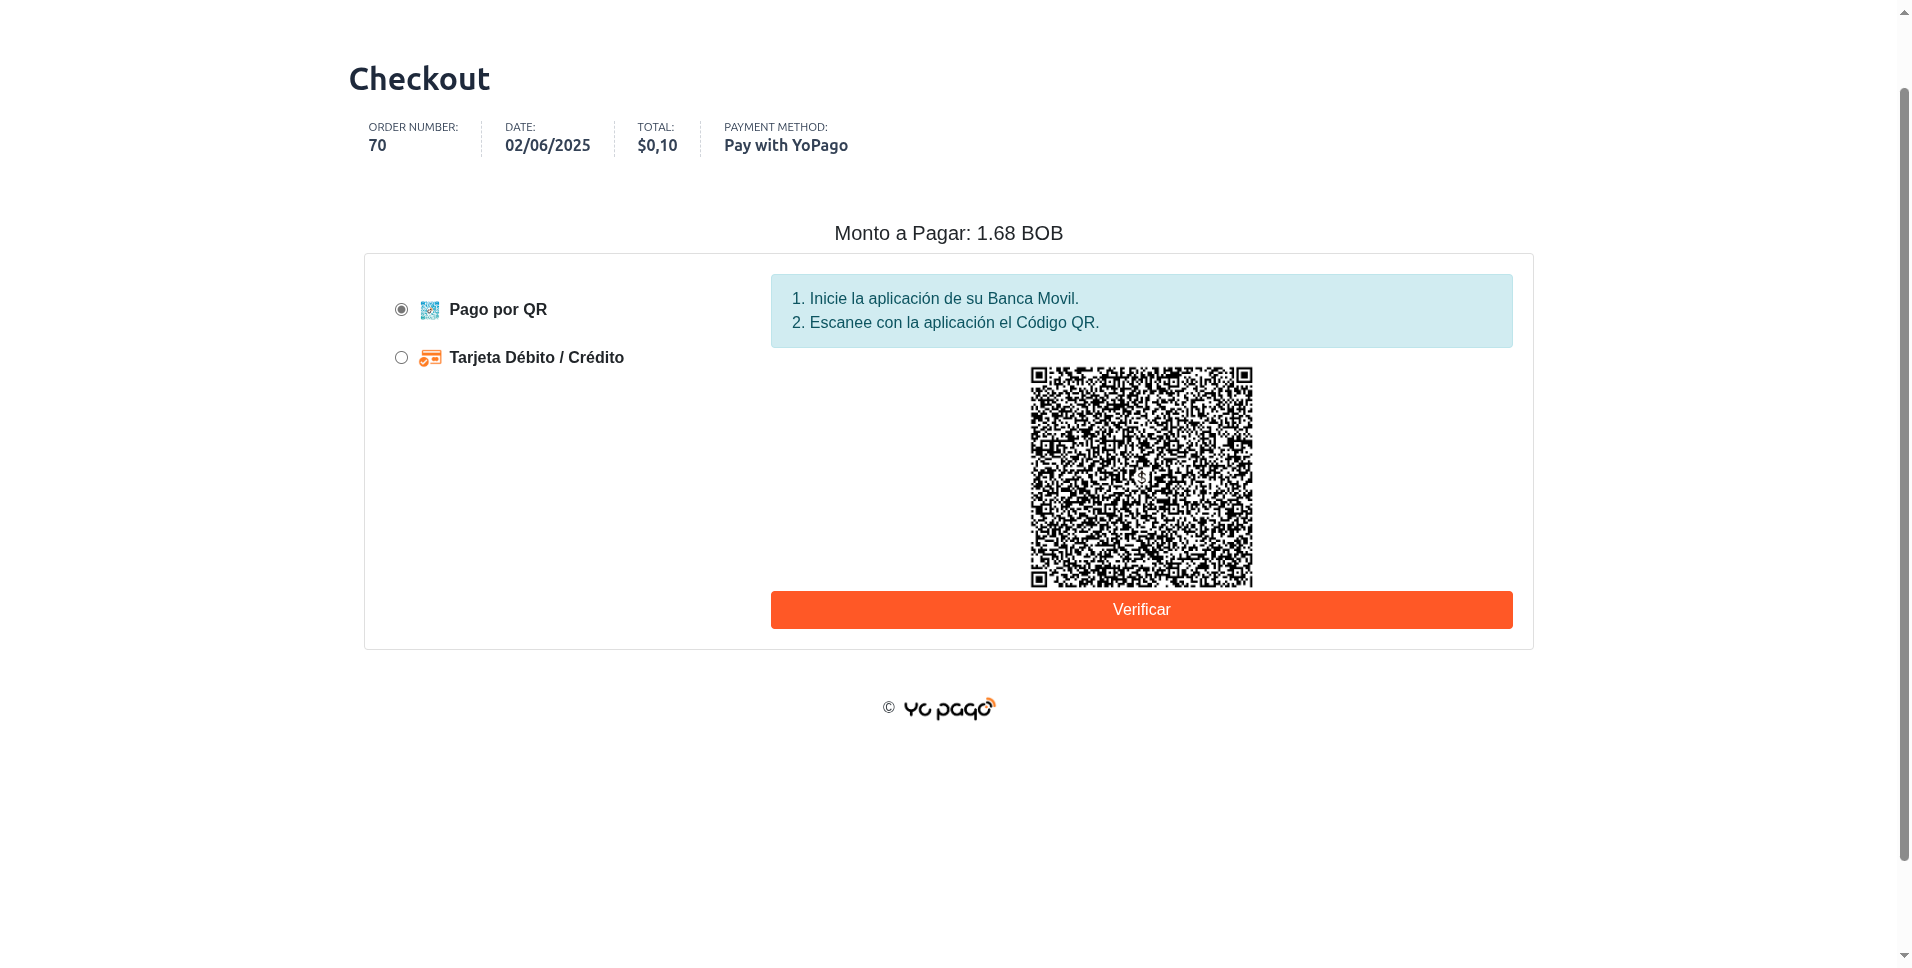 Checkout
ORDER NUMBER:
70
DATE:
02/06/2025
TOTAL:
$0,10
PAYMENT METHOD:
Pay with YoPago
Monto a Pagar: 1.68 BOB
Pago por QR
Tarjeta Débito / Crédito
1. Inicie la aplicación de su Banca Movil.
2. Escanee con la aplicación el Código QR.
$
Verificar
© yo pago